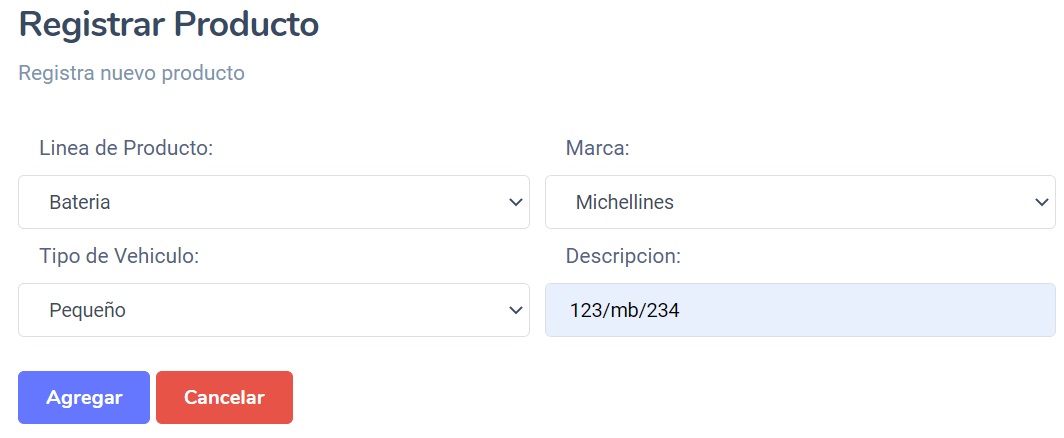 Registrar Producto
Registra nuevo producto
Linea de Producto:
Marca:
Bateria
Michellines
Tipo de Vehiculo:
Descripcion:
Pequeño
123/mb/234
Agregar
Cancelar